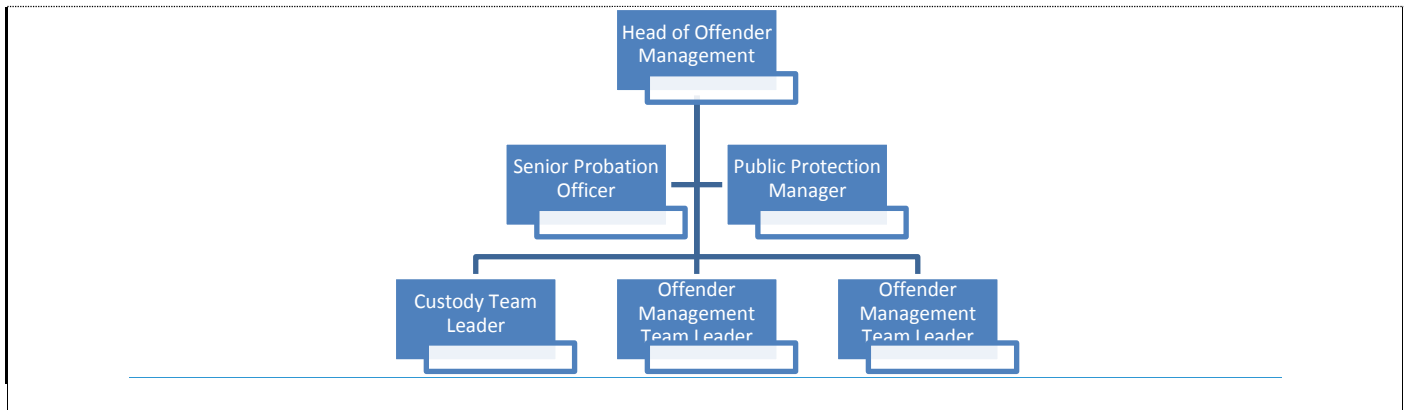 Head of Offender
Management
Senior Probation
Officer
Public Protection
Manager
Custody Team
Leader
Offender
Management
Team Leader
Offender
Management
Team Leader